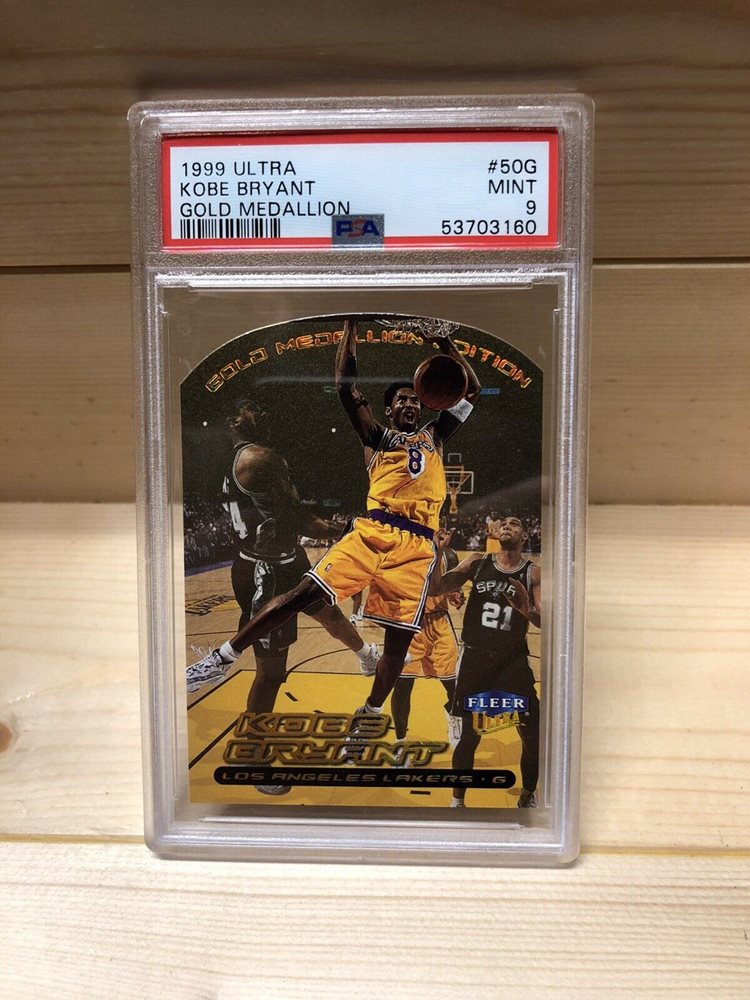 1999 ULTRA #50G
KOBE BRYANT MINT
GOLD MEDALLION 9
PSA 53703160
GOLD MEDALLION EDITION
LAKERS
8
SPURS
21
FLEER
ULTRA
KOBE
BRYANT
LOS ANGELES LAKERS · G